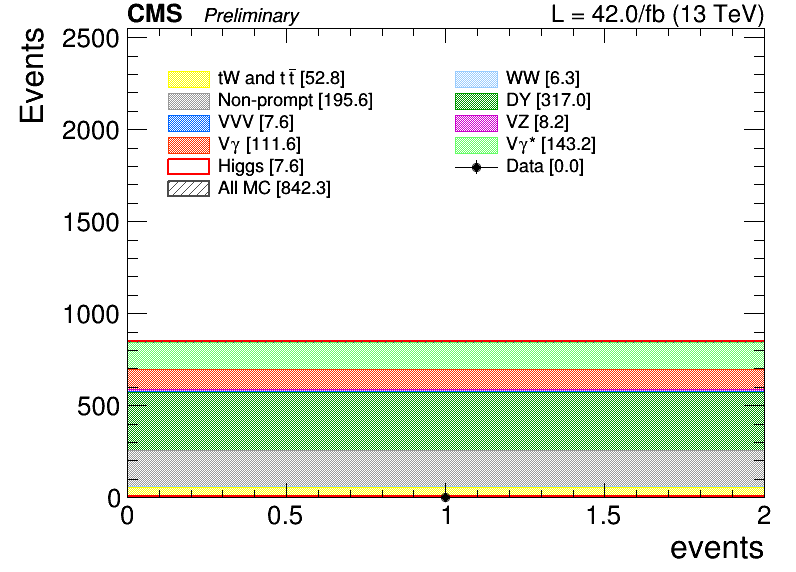 CMS Preliminary L = 42.0/fb (13 TeV)
Events
2500
2000
1500
1000
500
0
tW and tt̄ [52.8] WW [6.3]
Non-prompt [195.6] DY [317.0]
VVV [7.6] VZ [8.2]
Vγ [111.6] Vγ* [143.2]
Higgs [7.6] Data [0.0]
All MC [842.3]
0 0.5 1 1.5 2
events